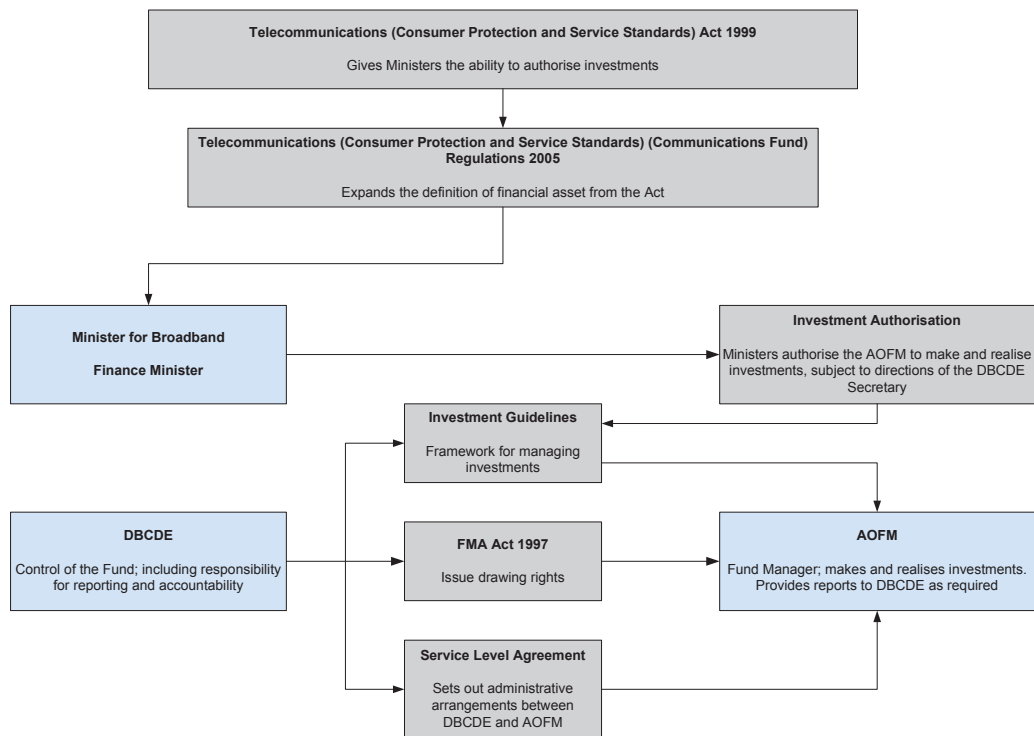 Telecommunications (Consumer Protection and Service Standards) Act 1999
Gives Ministers the ability to authorise investments
Telecommunications (Consumer Protection and Service Standards) (Communications Fund)
Regulations 2005
Expands the definition of financial asset from the Act
Minister for Broadband
Finance Minister
Investment Authorisation
Ministers authorise the AOFM to make and realise
investments, subject to directions of the DBCDE
Secretary
Investment Guidelines
Framework for managing
investments
DBCDE
Control of the Fund; including responsibility
for reporting and accountability
FMA Act 1997
Issue drawing rights
AOFM
Fund Manager; makes and realises investments.
Provides reports to DBCDE as required
Service Level Agreement
Sets out administrative
arrangements between
DBCDE and AOFM